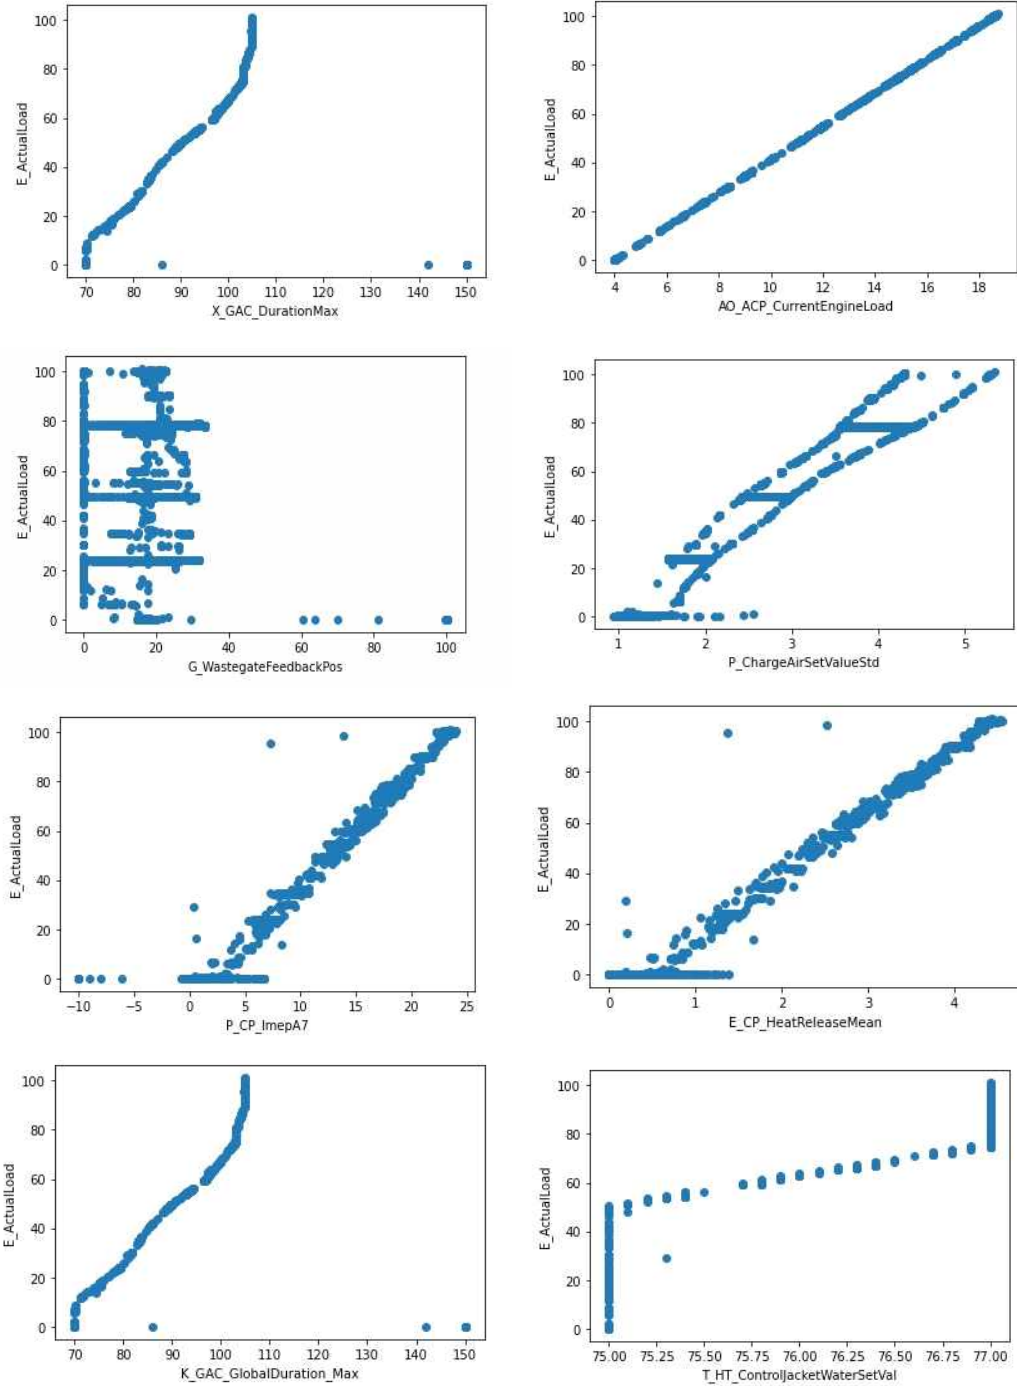 100
80
60
40
20
0
E_ActualLoad
70 80 90 100 110 120 130 140 150
X_GAC_DurationMax
100
80
60
40
20
0
E_ActualLoad
4 6 8 10 12 14 16 18
AO_ACP_CurrentEngineLoad
100
80
60
40
20
0
E_ActualLoad
0 20 40 60 80 100
G_WastegateFeedbackPos
100
80
60
40
20
0
E_ActualLoad
1 2 3 4 5
P_ChargeAirSetValueStd
100
80
60
40
20
0
E_ActualLoad
−10 −5 0 5 10 15 20 25
P_CP_ImepA7
100
80
60
40
20
0
E_ActualLoad
0 1 2 3 4
E_CP_HeatReleaseMean
100
80
60
40
20
0
E_ActualLoad
70 80 90 100 110 120 130 140 150
K_GAC_GlobalDuration_Max
100
80
60
40
20
0
E_ActualLoad
75.00 75.25 75.50 75.75 76.00 76.25 76.50 76.75 77.00
T_HT_ControlJacketWaterSetVal